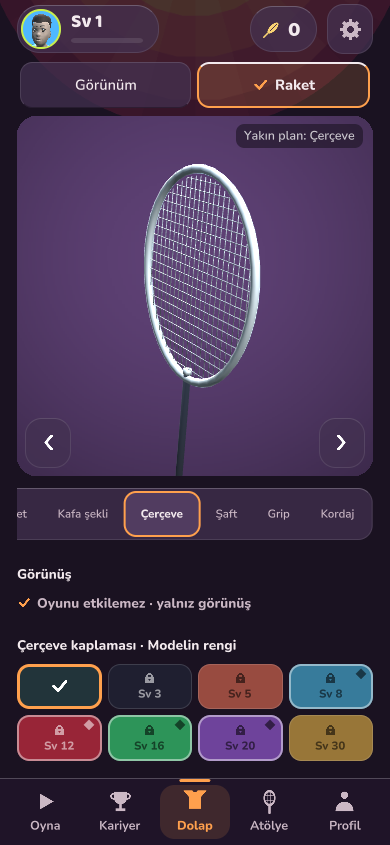 Sv 1
0
Görünüm
Raket
Yakın plan: Çerçeve
et
Kafa şekli
Çerçeve
Şaft
Grip
Kordaj
Görünüş
Oyunu etkilemez · yalnız görünüş
Çerçeve kaplaması · Modelin rengi
Sv 3
Sv 5
Sv 8
Sv 12
Sv 16
Sv 20
Sv 30
Oyna
Kariyer
Dolap
Atölye
Profil